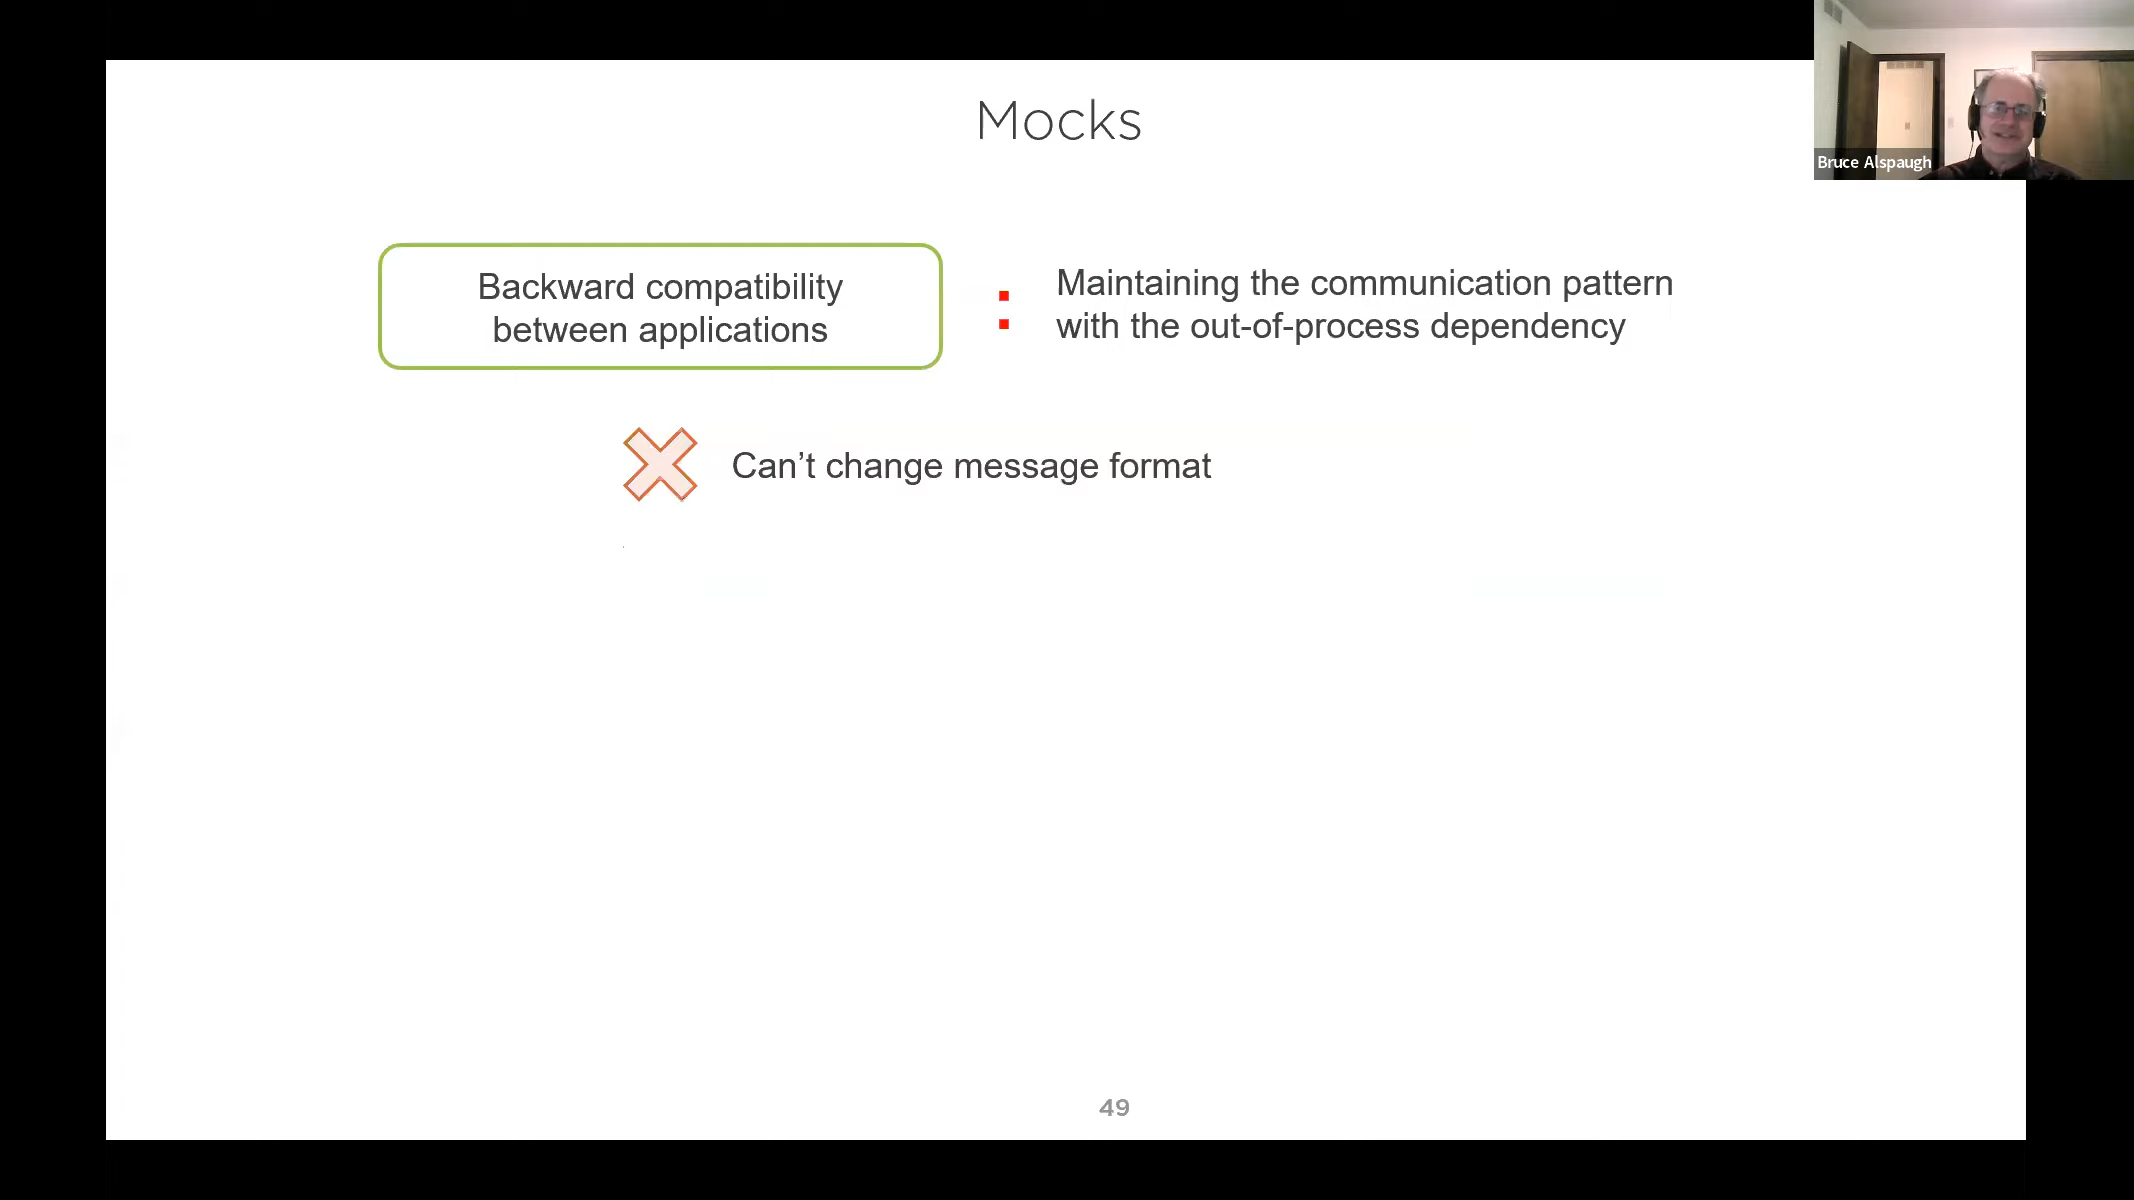 Mocks
Bruce Alspaugh
Backward compatibility
between applications
:
Maintaining the communication pattern
with the out-of-process dependency
Can’t change message format
49